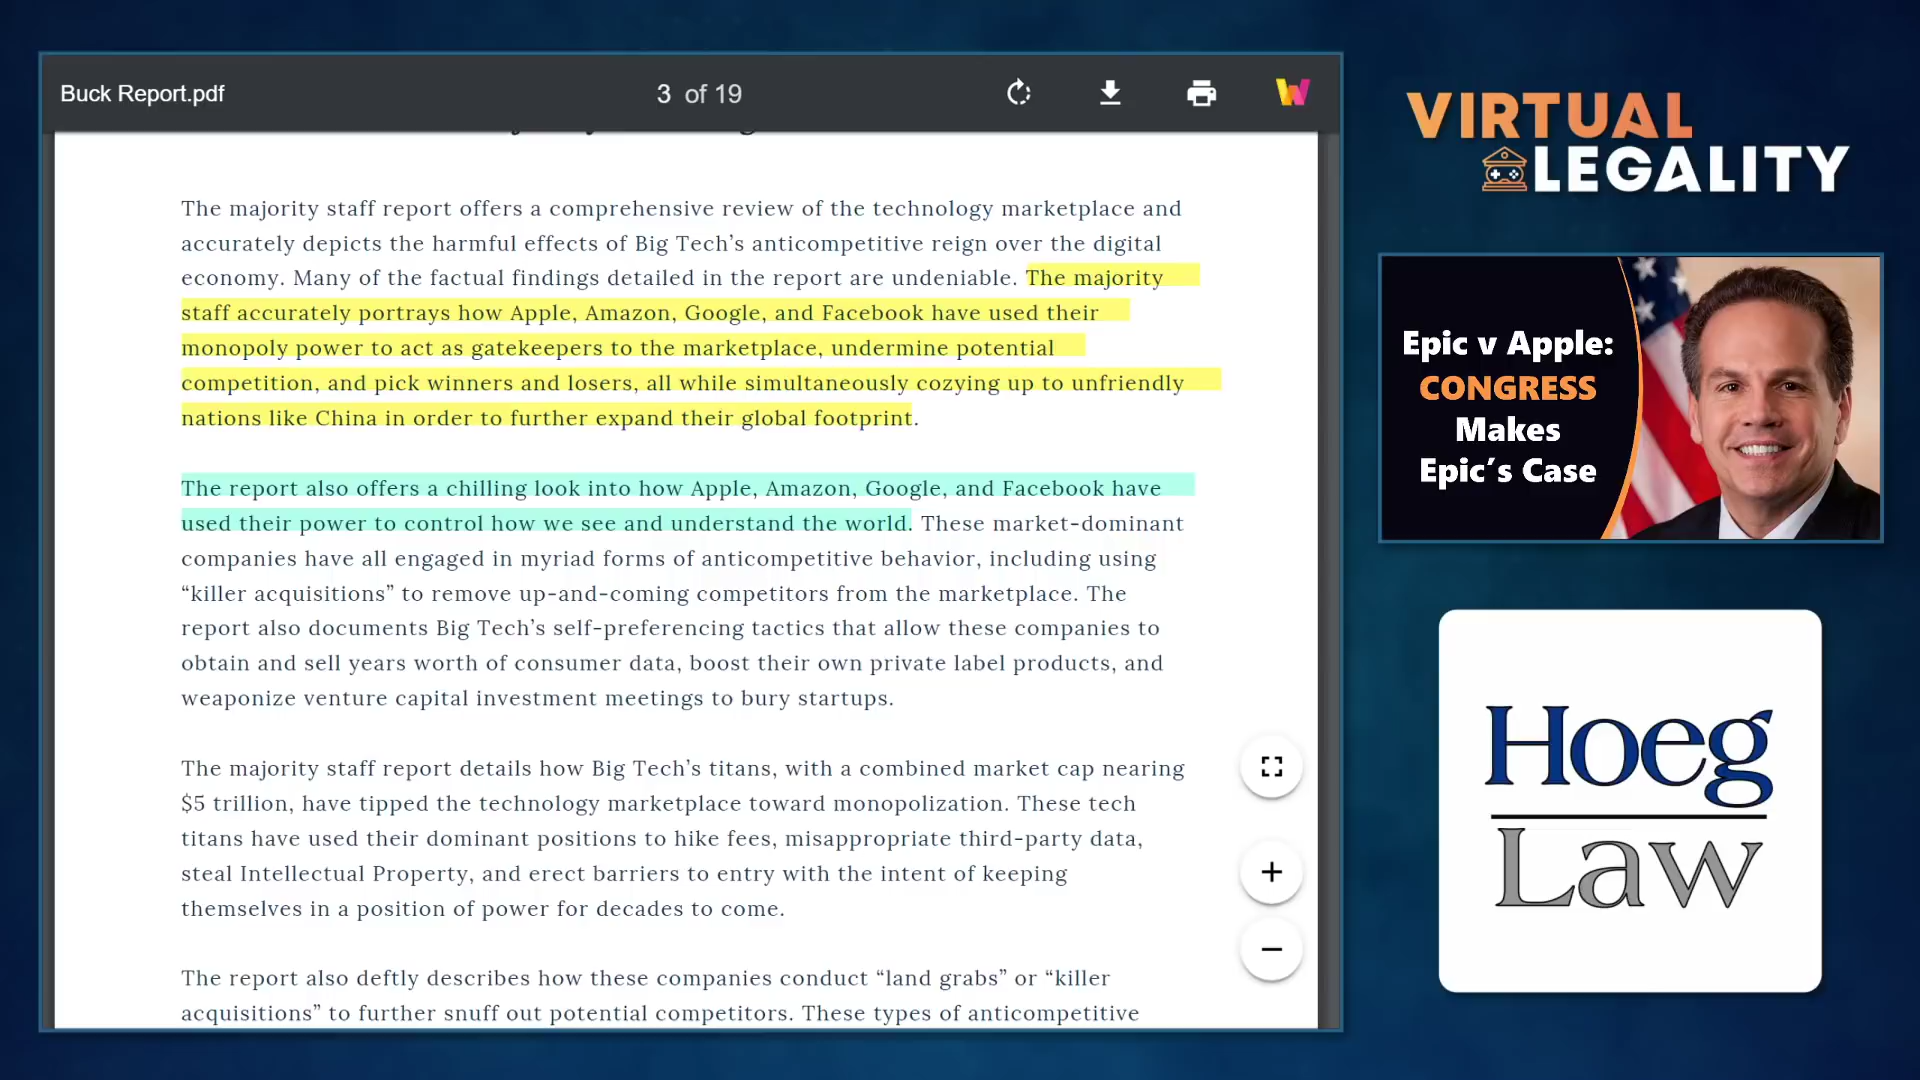 Buck Report.pdf
3 of 19
The majority staff report offers a comprehensive review of the technology marketplace and
accurately depicts the harmful effects of Big Tech’s anticompetitive reign over the digital
economy. Many of the factual findings detailed in the report are undeniable. The majority
staff accurately portrays how Apple, Amazon, Google, and Facebook have used their
monopoly power to act as gatekeepers to the marketplace, undermine potential
competition, and pick winners and losers, all while simultaneously cozying up to unfriendly
nations like China in order to further expand their global footprint.
The report also offers a chilling look into how Apple, Amazon, Google, and Facebook have
used their power to control how we see and understand the world. These market-dominant
companies have all engaged in myriad forms of anticompetitive behavior, including using
“killer acquisitions” to remove up-and-coming competitors from the marketplace. The
report also documents Big Tech’s self-preferencing tactics that allow these companies to
obtain and sell years worth of consumer data, boost their own private label products, and
weaponize venture capital investment meetings to bury startups.
The majority staff report details how Big Tech’s titans, with a combined market cap nearing
$5 trillion, have tipped the technology marketplace toward monopolization. These tech
titans have used their dominant positions to hike fees, misappropriate third-party data,
steal Intellectual Property, and erect barriers to entry with the intent of keeping
themselves in a position of power for decades to come.
The report also deftly describes how these companies conduct “land grabs” or “killer
acquisitions” to further snuff out potential competitors. These types of anticompetitive
VIRTUAL
LEGALITY
Epic v Apple:
CONGRESS
Makes
Epic’s Case
Hoeg
Law